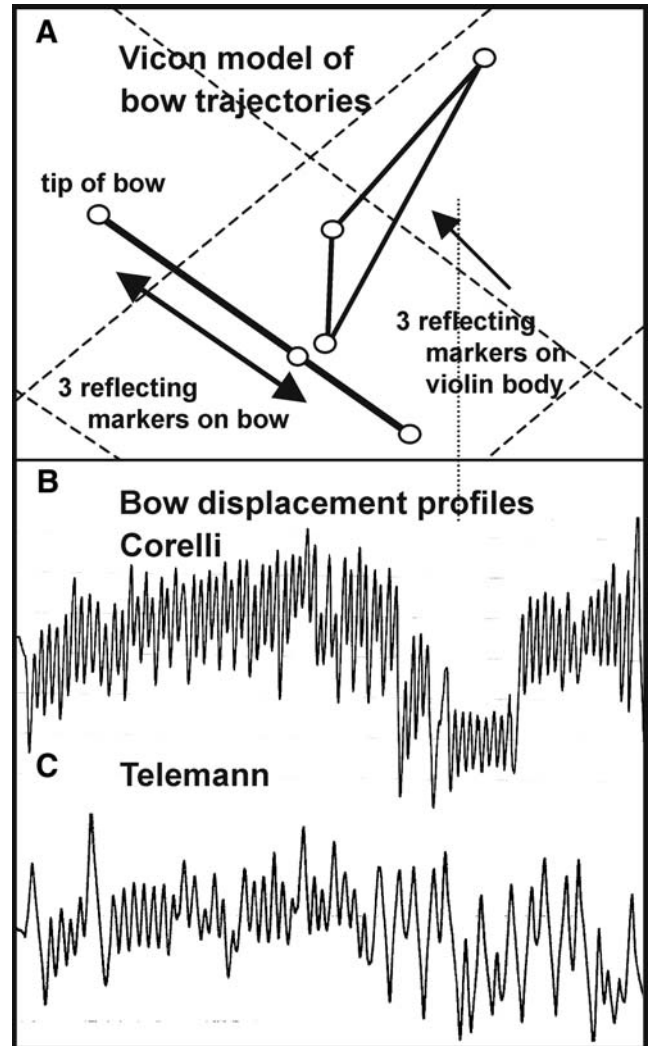 A
Vicon model of
bow trajectories
tip of bow
3 reflecting
markers on
violin body
3 reflecting
markers on bow
B
Bow displacement profiles
Corelli
C
Telemann